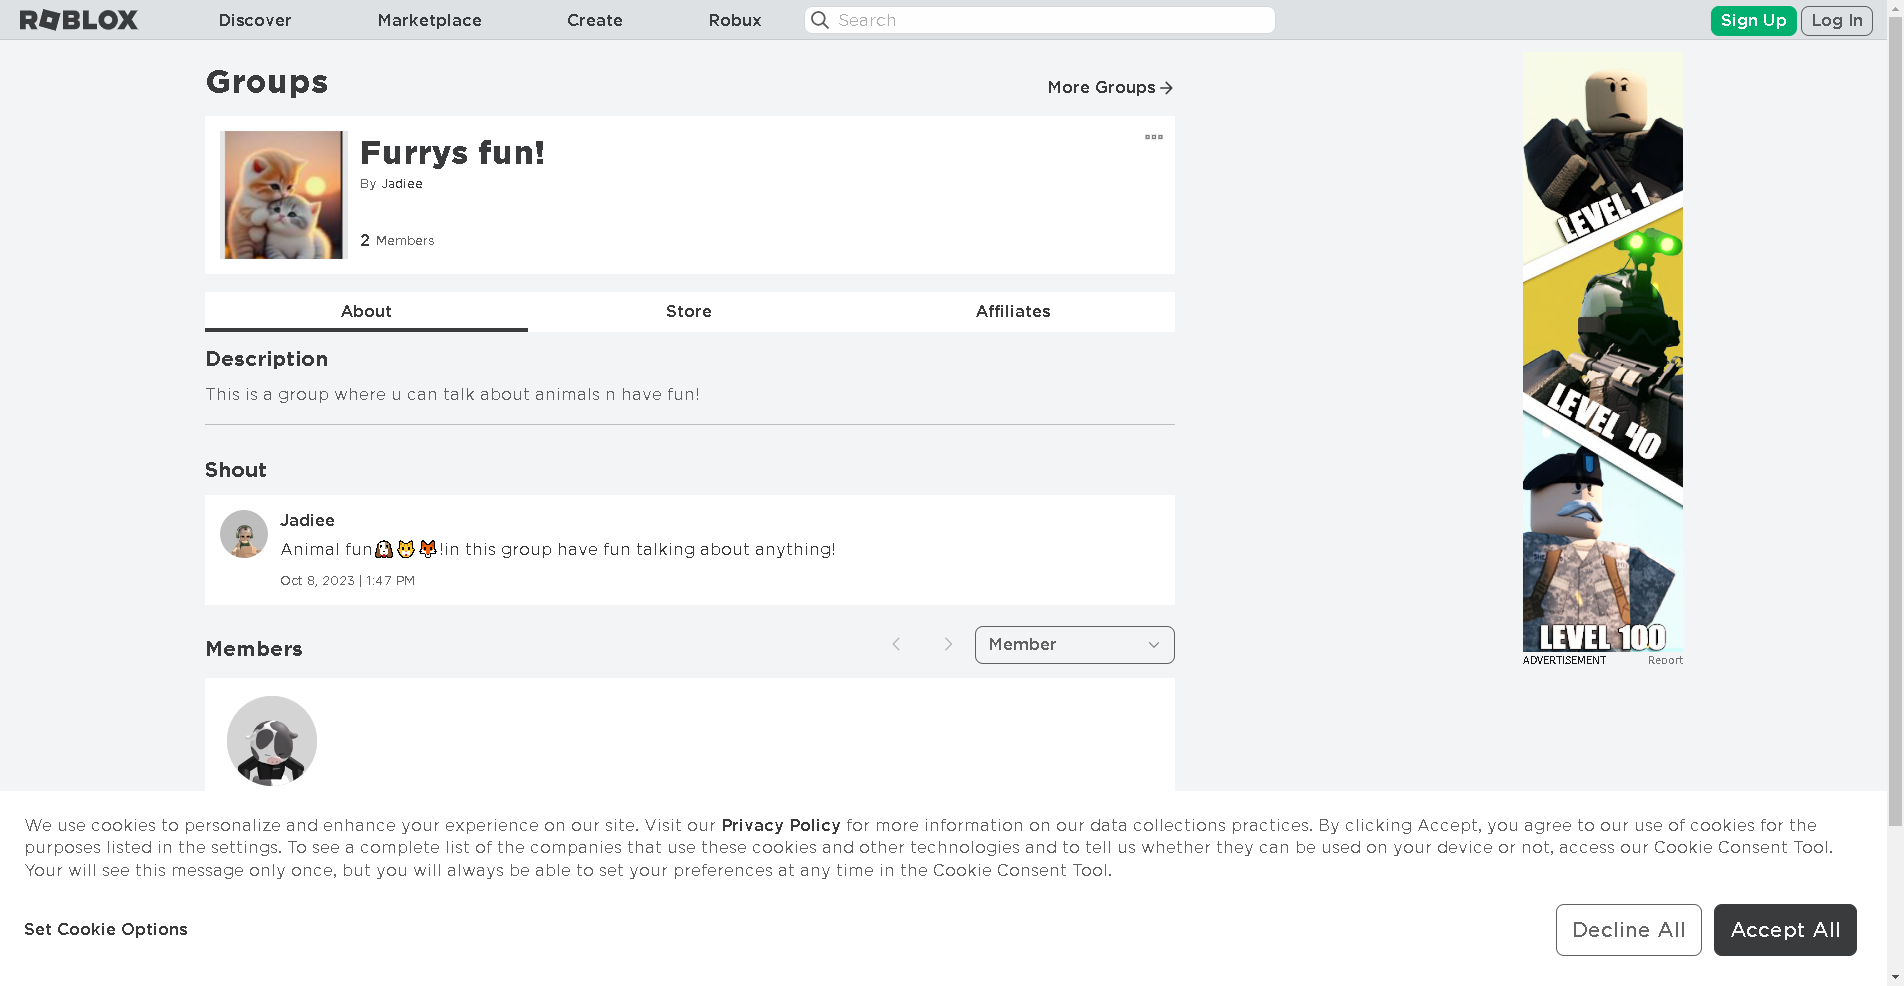 ROBLOX
Discover
Marketplace
Create
Robux
Search
Sign Up
Log In
Groups
More Groups
Furrys fun!
By Jadiee
2 Members
About
Store
Affiliates
Description
This is a group where u can talk about animals n have fun!
Shout
Jadiee
Animal fun🐶🐱🦊!in this group have fun talking about anything!
Oct 8, 2023 | 1:47 PM
Members
Member
LEVEL 1
LEVEL 40
LEVEL 100
ADVERTISEMENT
Report
We use cookies to personalize and enhance your experience on our site. Visit our Privacy Policy for more information on our data collections practices. By clicking Accept, you agree to our use of cookies for the
purposes listed in the settings. To see a complete list of the companies that use these cookies and other technologies and to tell us whether they can be used on your device or not, access our Cookie Consent Tool.
Your will see this message only once, but you will always be able to set your preferences at any time in the Cookie Consent Tool.
Set Cookie Options
Decline All
Accept All